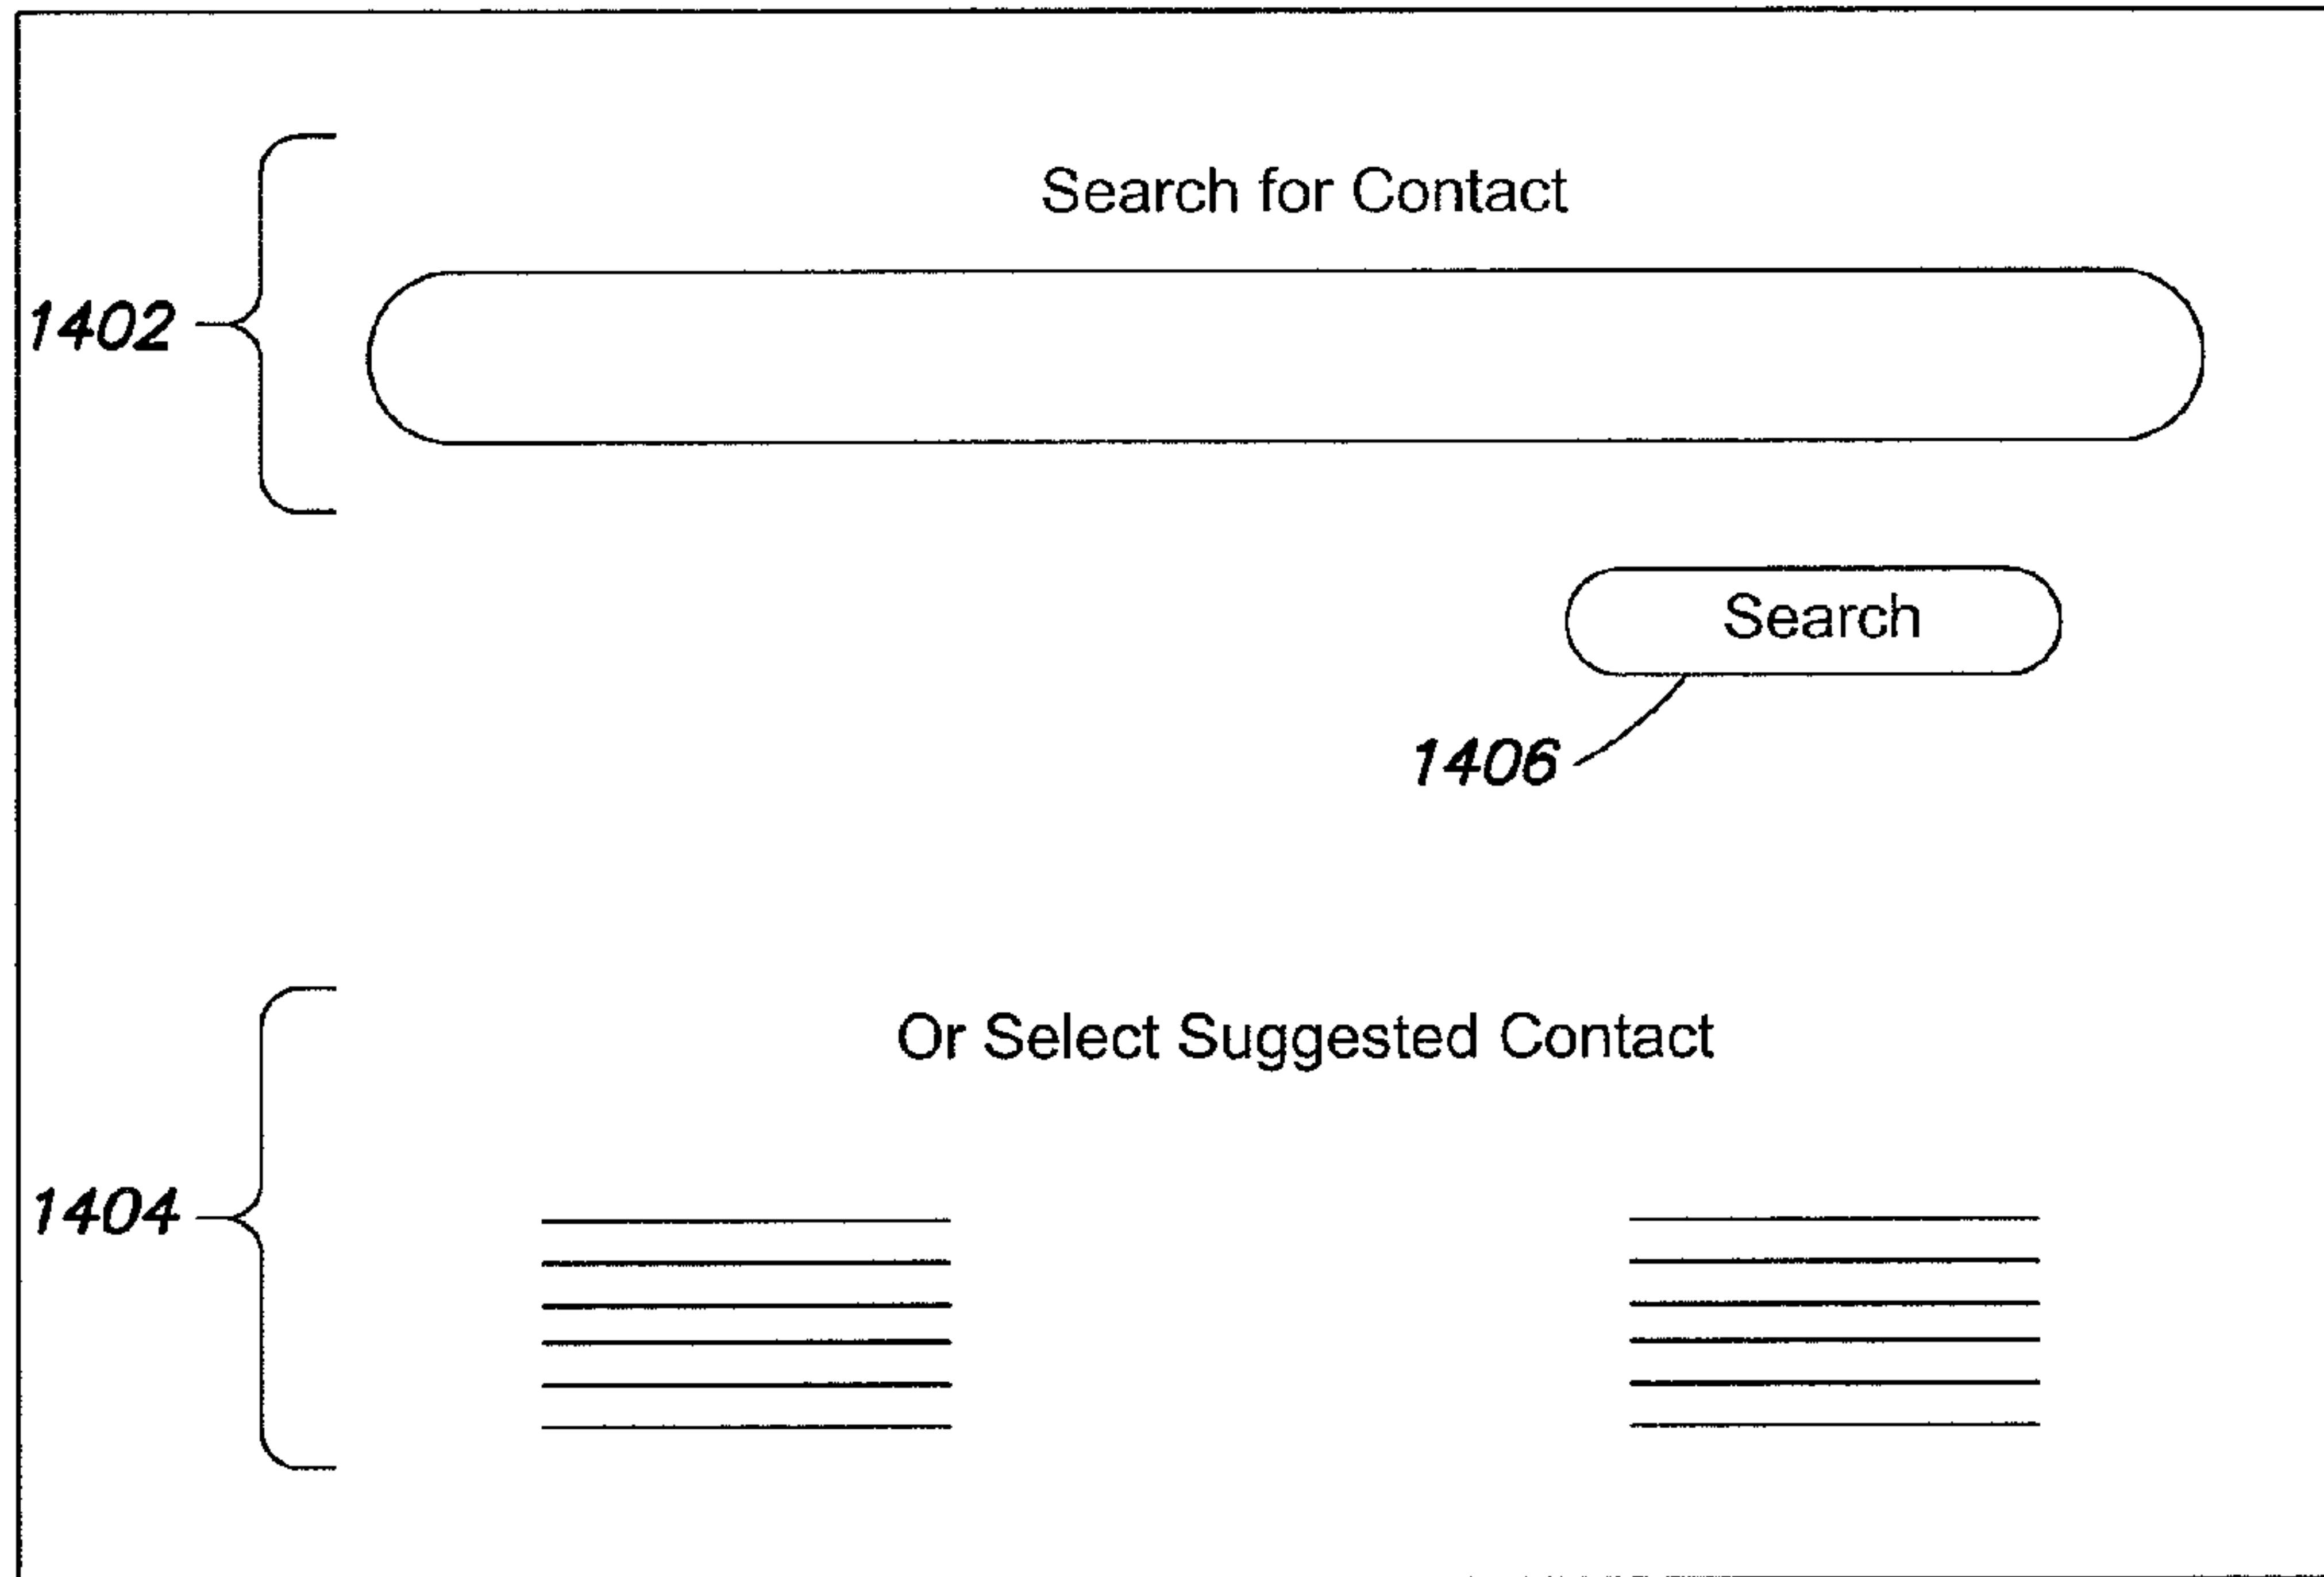 Search for Contact
1402
Search
1406
Or Select Suggested Contact
1404